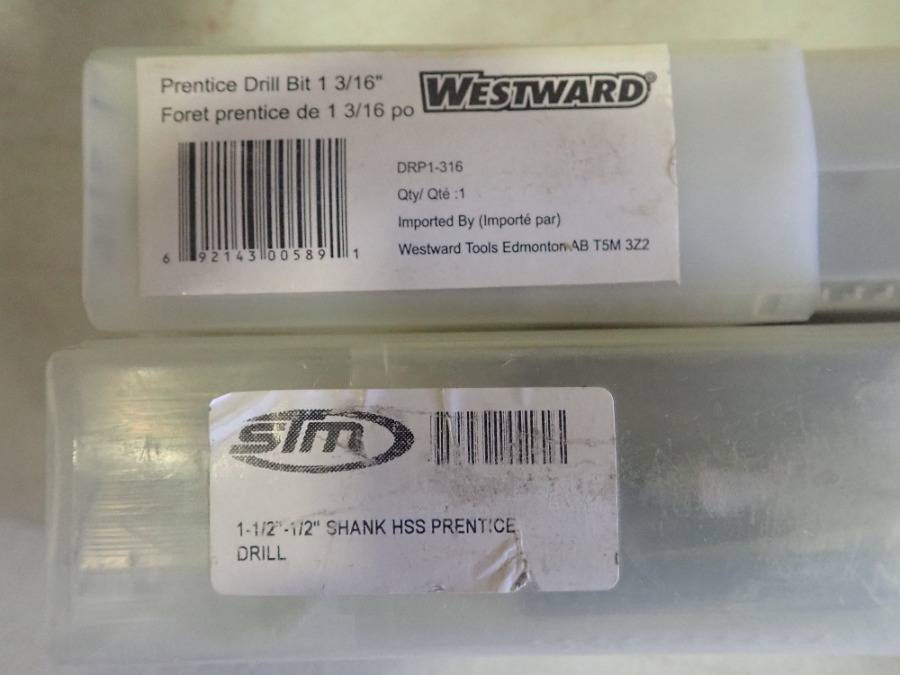 Prentice Drill Bit 1 3/16"
Foret prentice de 1 3/16 po
WESTWARD®
DRP1-316
Qty/ Qté :1
Imported By (Importé par)
Westward Tools Edmonton AB T5M 3Z2
6 92143 00589 1
STM
1-1/2"-1/2" SHANK HSS PRENTICE
DRILL